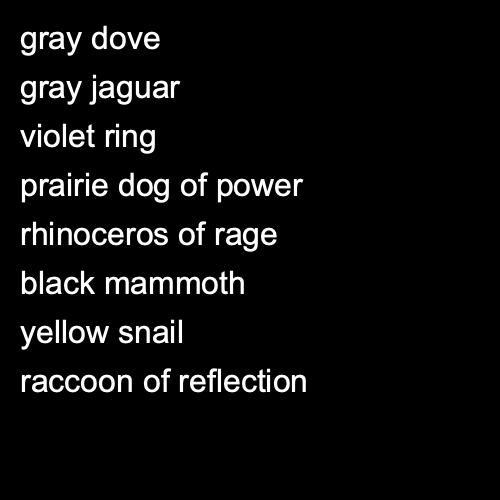 gray dove
gray jaguar
violet ring
prairie dog of power
rhinoceros of rage
black mammoth
yellow snail
raccoon of reflection